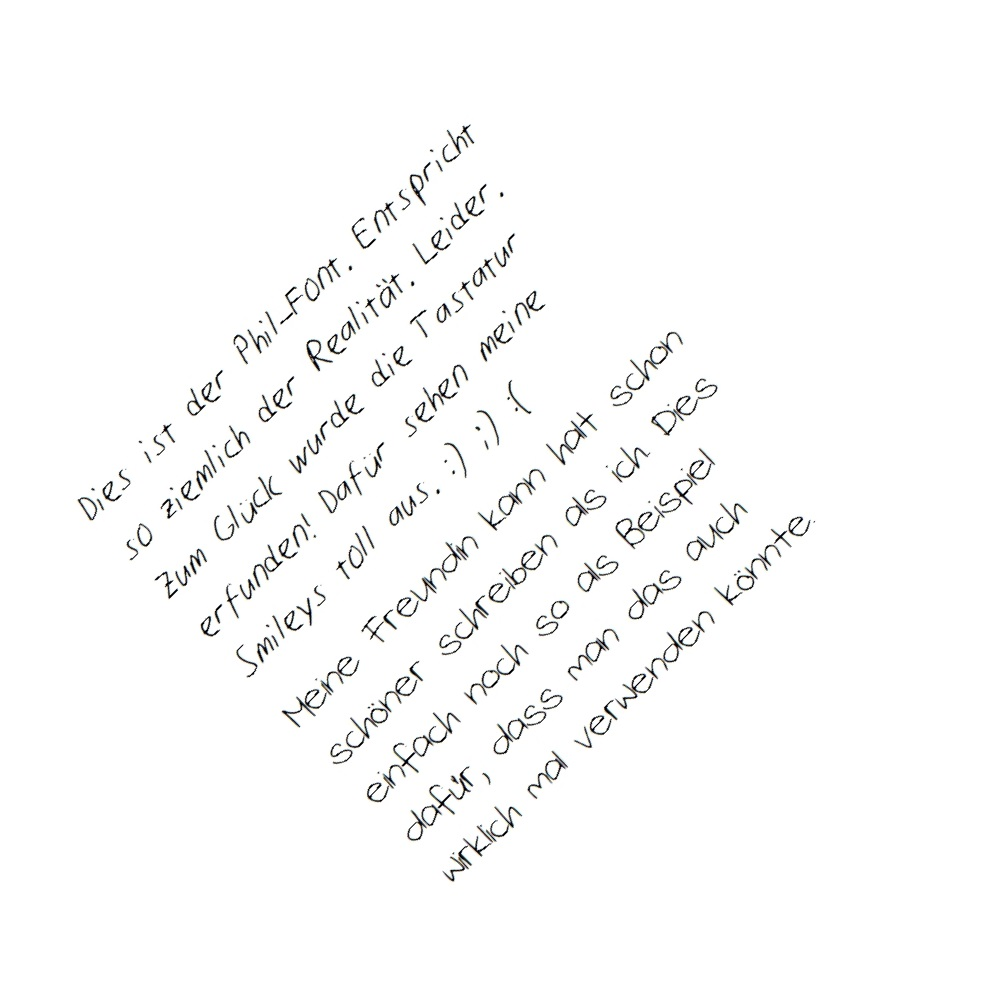 Dies ist der Phil-Font. Entspricht
so ziemlich der Realität. Leider.
Zum Glück wurde die Tastatur
erfunden! Dafür sehen meine
Smileys toll aus. :) ;) :(
Meine Freundin kann halt schon
schöner schreiben als ich. Dies
einfach noch so als Beispiel
dafür, dass man das auch
wirklich mal verwenden könnte.